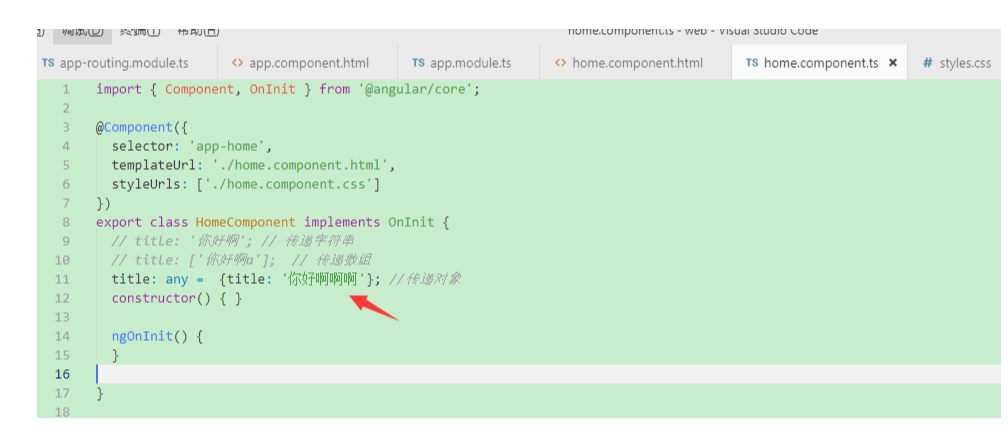 调试(D) 终端(T) 帮助(H) home.component.ts - web - Visual Studio Code
TS app-routing.module.ts <> app.component.html TS app.module.ts <> home.component.html TS home.component.ts × # styles.css
1 import { Component, OnInit } from '@angular/core';
2
3 @Component({
4 selector: 'app-home',
5 templateUrl: './home.component.html',
6 styleUrls: ['./home.component.css']
7 })
8 export class HomeComponent implements OnInit {
9 // title: '你好啊'; // 传递字符串
10 // title: ['你好啊a']; // 传递数组
11 title: any = {title: '你好啊啊啊'}; //传递对象
12 constructor() { }
13
14 ngOnInit() {
15 }
16
17 }
18